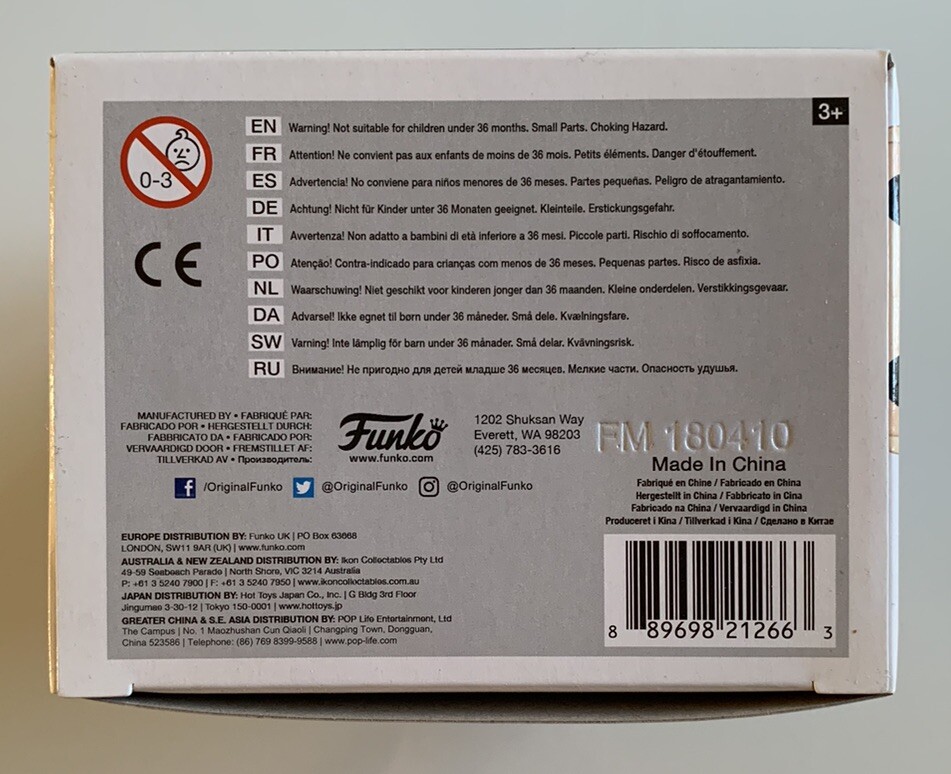 3+
0-3
CE
EN Warning! Not suitable for children under 36 months. Small Parts. Choking Hazard.
FR Attention! Ne convient pas aux enfants de moins de 36 mois. Petits éléments. Danger d'étouffement.
ES Advertencia! No conviene para niños menores de 36 meses. Partes pequeñas. Peligro de atragantamiento.
DE Achtung! Nicht für Kinder unter 36 Monaten geeignet. Kleinteile. Erstickungsgefahr.
IT Avvertenza! Non adatto a bambini di età inferiore a 36 mesi. Piccole parti. Rischio di soffocamento.
PO Atenção! Contra-indicado para crianças com menos de 36 meses. Pequenas partes. Risco de asfixia.
NL Waarschuwing! Niet geschikt voor kinderen jonger dan 36 maanden. Kleine onderdelen. Verstikkingsgevaar.
DA Advarsel! Ikke egnet til børn under 36 måneder. Små dele. Kvælningsfare.
SW Varning! Inte lämplig för barn under 36 månader. Små delar. Kvävningsrisk.
RU Внимание! Не пригодно для детей младше 36 месяцев. Мелкие части. Опасность удушья.
MANUFACTURED BY • FABRIQUÉ PAR:
FABRICADO POR • HERGESTELLT DURCH:
FABBRICATO DA • FABRICADO POR:
VERVAARDIGD DOOR • FREMSTILLET AF:
TILLVERKAD AV • Производитель:
Funko
www.funko.com
1202 Shuksan Way
Everett, WA 98203
(425) 783-3616
/OriginalFunko @OriginalFunko @OriginalFunko
FM 180410
Made In China
Fabriqué en Chine / Fabricado en China
Hergestellt in China / Fabbricato in Cina
Fabricado na China / Vervaardigd in China
Produceret i Kina / Tillverkad i Kina / Сделано в Китае
EUROPE DISTRIBUTION BY: Funko UK | PO Box 63668
LONDON, SW11 9AR (UK) | www.funko.com
AUSTRALIA & NEW ZEALAND DISTRIBUTION BY: Ikon Collectables Pty Ltd
49-59 Seabeach Parade | North Shore, VIC 3214 Australia
P: +61 3 5240 7900 | F: +61 3 5240 7950 | www.ikoncollectables.com.au
JAPAN DISTRIBUTION BY: Hot Toys Japan Co., Inc. | G Bldg 3rd Floor
Jingumae 3-30-12 | Tokyo 150-0001 | www.hottoys.jp
GREATER CHINA & S.E. ASIA DISTRIBUTION BY: POP Life Entertainment, Ltd
The Campus | No. 1 Maozhushan Cun Qiaoli | Changping Town, Dongguan,
China 523586 | Telephone: (86) 769 8399-9588 | www.pop-life.com
8 89698 21266 3